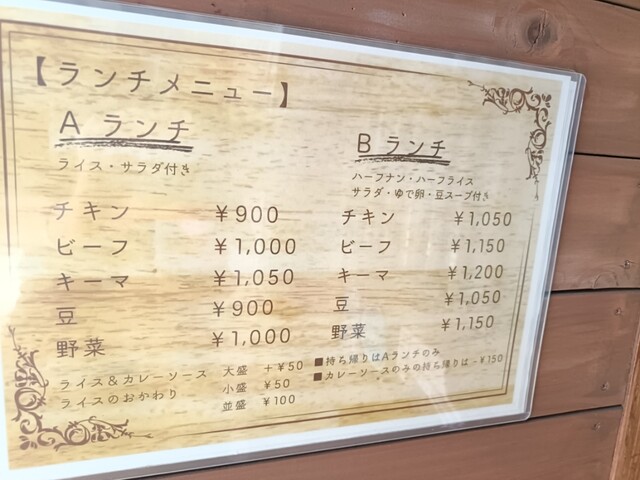 【ランチメニュー】
A ランチ
ライス・サラダ付き
チキン ¥900
ビーフ ¥1,000
キーマ ¥1,050
豆 ¥900
野菜 ¥1,000
ライス＆カレーソース 大盛 +¥50
ライスのおかわり 小盛 ¥50
並盛 ¥100
B ランチ
ハーフナン・ハーフライス
サラダ・ゆで卵・豆スープ付き
チキン ¥1,050
ビーフ ¥1,150
キーマ ¥1,200
豆 ¥1,050
野菜 ¥1,150
■持ち帰りはAランチのみ
■カレーソースのみの持ち帰りは -¥150